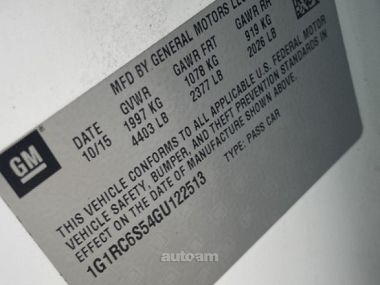 MFD BY GENERAL MOTORS LLC
DATE GVWR GAWR FRT GAWR RR
10/15 1997 KG 1078 KG 919 KG
4403 LB 2377 LB 2026 LB
GM
THIS VEHICLE CONFORMS TO ALL APPLICABLE U.S. FEDERAL MOTOR
VEHICLE SAFETY, BUMPER, AND THEFT PREVENTION STANDARDS IN
EFFECT ON THE DATE OF MANUFACTURE SHOWN ABOVE.
1G1RC6S54GU122513 TYPE: PASS CAR
autoam